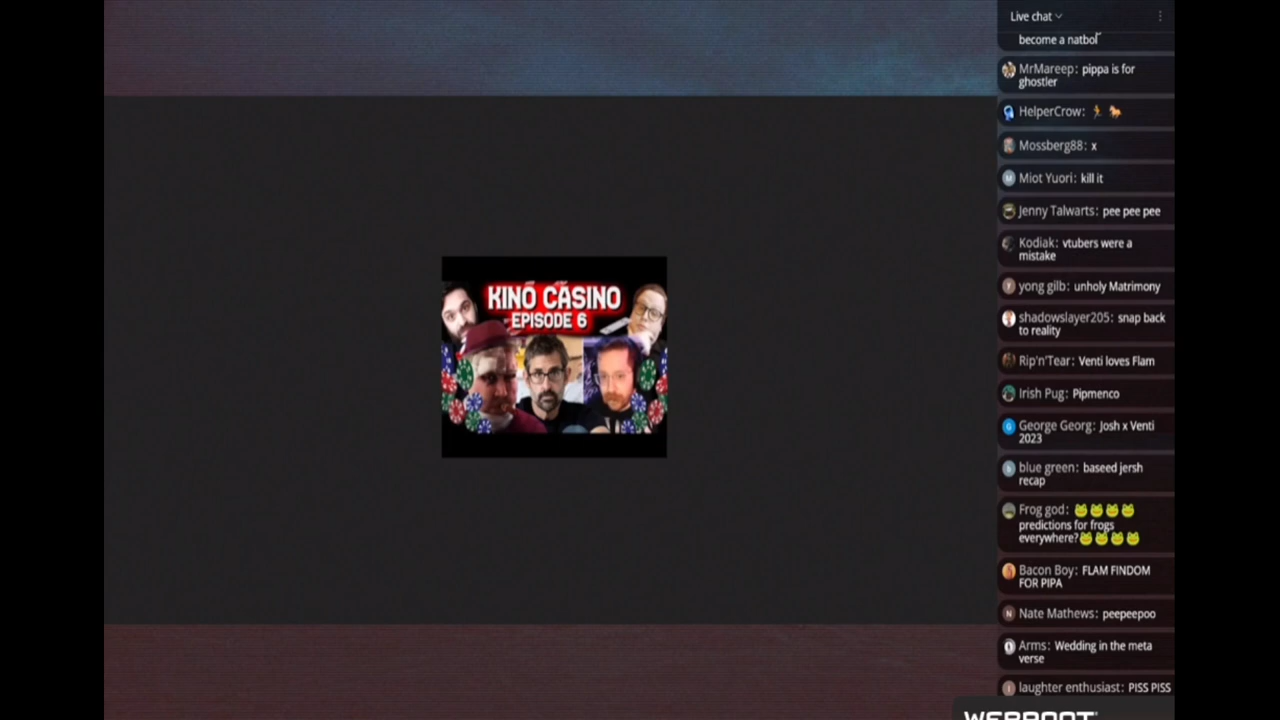 Live chat
become a natbol
MrMareep: pippa is for
ghostler
HelperCrow: 🏃 🐎
Mossberg88: x
M
Miot Yuori: kill it
Jenny Talwarts: pee pee pee
Kodiak: vtubers were a
mistake
Y
yong gilb: unholy Matrimony
shadowslayer205: snap back
to reality
Rip'n'Tear: Venti loves Flam
Irish Pug: Pipmenco
G
George Georg: Josh x Venti
2023
b
blue green: baseed jersh
recap
Frog god: 🐸🐸🐸🐸
predictions for frogs
everywhere?🐸🐸🐸🐸
Bacon Boy: FLAM FINDOM
FOR PIPA
N
Nate Mathews: peepeepoo
Arms: Wedding in the meta
verse
l
laughter enthusiast: PISS PISS
WEBROOT
KINO CASINO
EPISODE 6